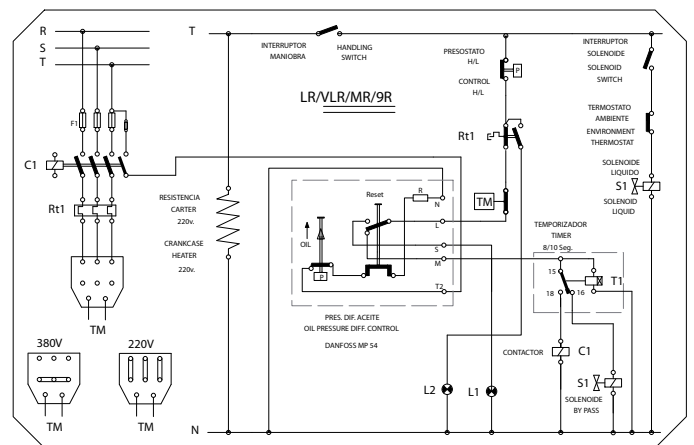 R
S
T
T
INTERRUPTOR
MANIOBRA
HANDLING
SWITCH
PRESOSTATO
H/L
P
CONTROL
H/L
INTERRUPTOR
SOLENOIDE
SOLENOID
SWITCH
LR/VLR/MR/9R
F1
Rt1
TERMOSTATO
AMBIENTE
ENVIRONMENT
THERMOSTAT
C1
SOLENOIDE
LIQUIDO
S1
SOLENOID
LIQUID
Rt1
RESISTENCIA
CARTER
220v.
CRANKCASE
HEATER
220v.
Reset
R
N
OIL
L
S
M
P
T2
TM
TEMPORIZADOR
TIMER
8/10 Seg.
15
18
16
T1
TM
PRES. DIF. ACEITE
OIL PRESSURE DIFF. CONTROL
DANFOSS MP 54
380V
220V
TM
TM
CONTACTOR
C1
L2
L1
S1
SOLENOIDE
BY PASS
N